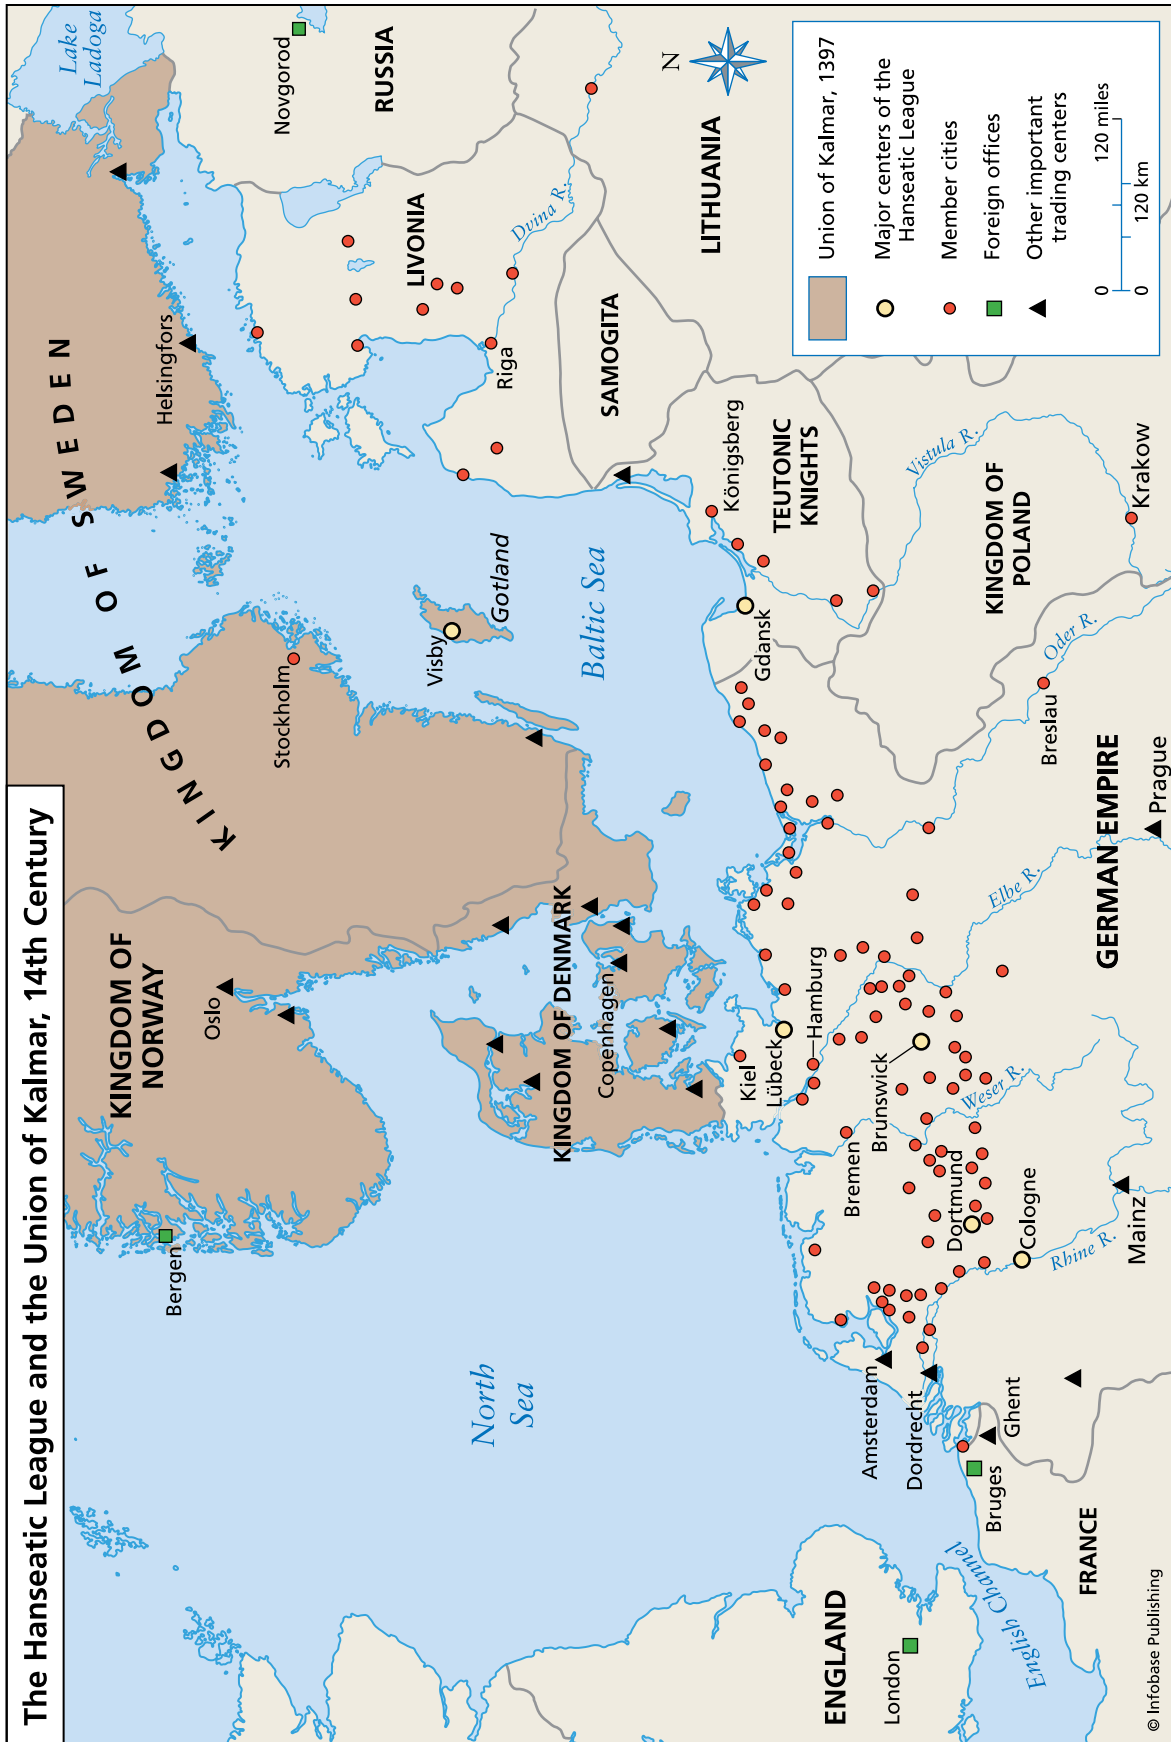 The Hanseatic League and the Union of Kalmar, 14th Century
Lake
Ladoga
Novgorod
RUSSIA
N
KINGDOM OF SWEDEN
Helsingfors
LIVONIA
Dvina R.
LITHUANIA
Riga
SAMOGITA
KINGDOM OF
NORWAY
Oslo
Bergen
Stockholm
Visby
Gotland
Baltic Sea
Königsberg
TEUTONIC
KNIGHTS
Gdansk
Vistula R.
KINGDOM OF
POLAND
Krakow
Oder R.
Breslau
KINGDOM OF DENMARK
Copenhagen
North
Sea
Kiel
Lübeck
Hamburg
Bremen
Brunswick
Elbe R.
GERMAN EMPIRE
Prague
Weser R.
Dortmund
Cologne
Rhine R.
Mainz
Amsterdam
Dordrecht
Ghent
Bruges
FRANCE
English Channel
ENGLAND
London
Union of Kalmar, 1397
Major centers of the
Hanseatic League
Member cities
Foreign offices
Other important
trading centers
0 120 miles
0 120 km
© Infobase Publishing